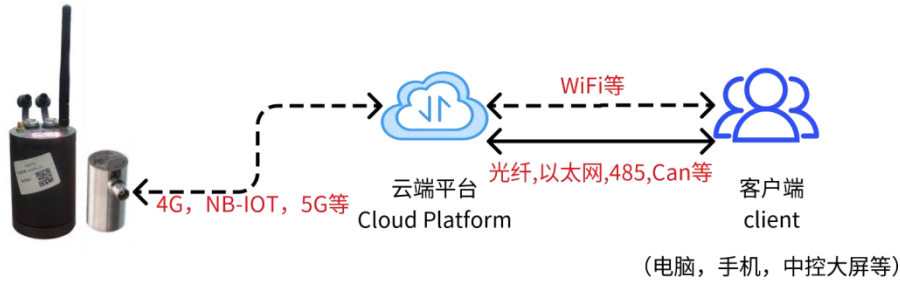 WiFi等
光纤,以太网,485,Can等
4G，NB-IOT，5G等
云端平台
Cloud Platform
客户端
client
（电脑，手机，中控大屏等）